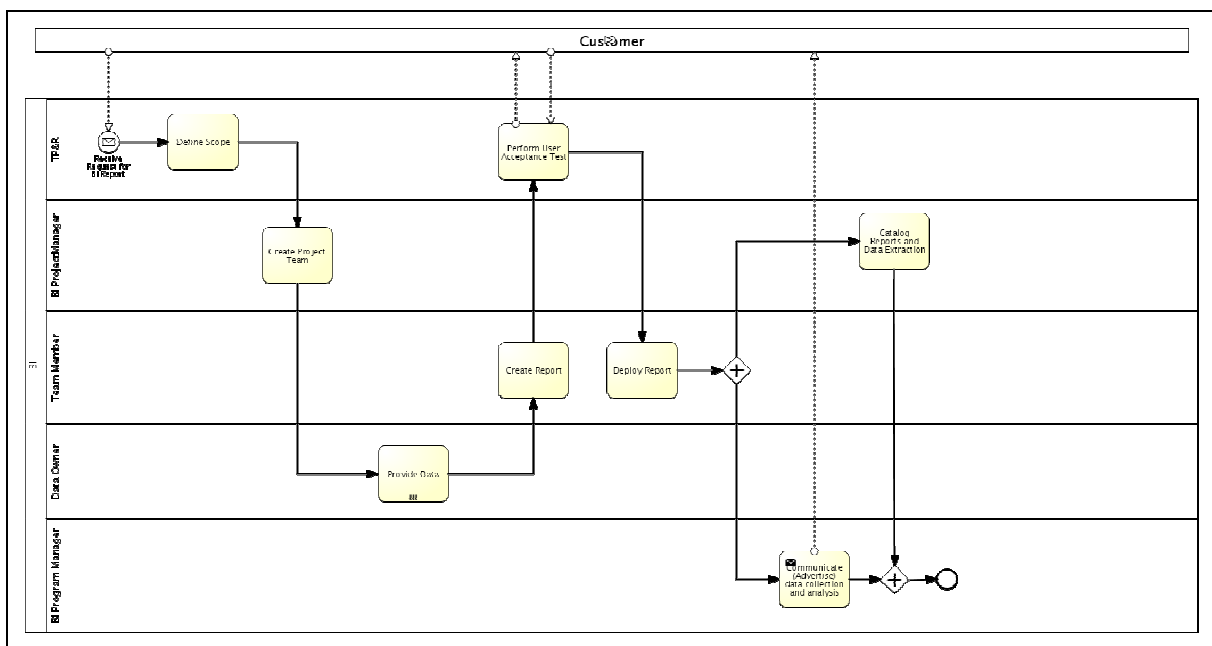 Customer
BI
TP&R
Receive
Request for
BI Report
Define Scope
Perform User
Acceptance Test
BI ProjectManager
Create Project
Team
Catalog
Reports and
Data Extraction
Team Member
Create Report
Deploy Report
Data Owner
Provide Data
BI Program Manager
Communicate
(Advertise)
data collection
and analysis